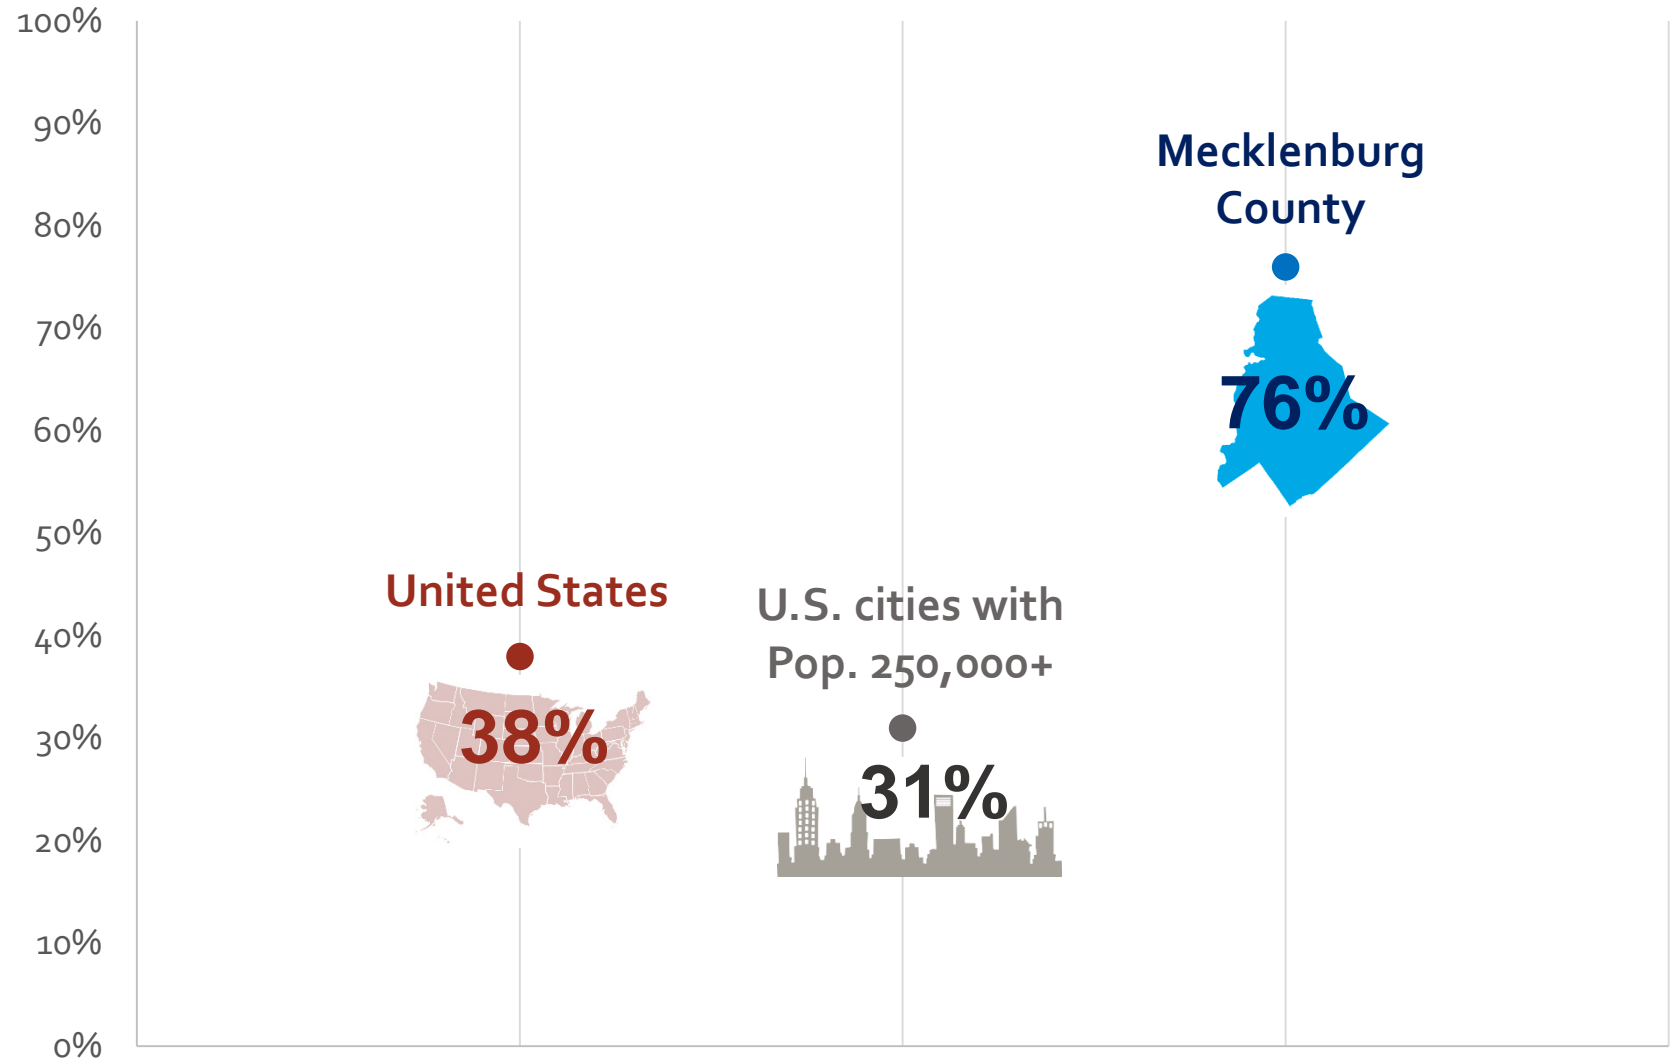 100%
90%
80%
70%
60%
50%
40%
30%
20%
10%
0%
United States
38%
U.S. cities with
Pop. 250,000+
31%
Mecklenburg
County
76%